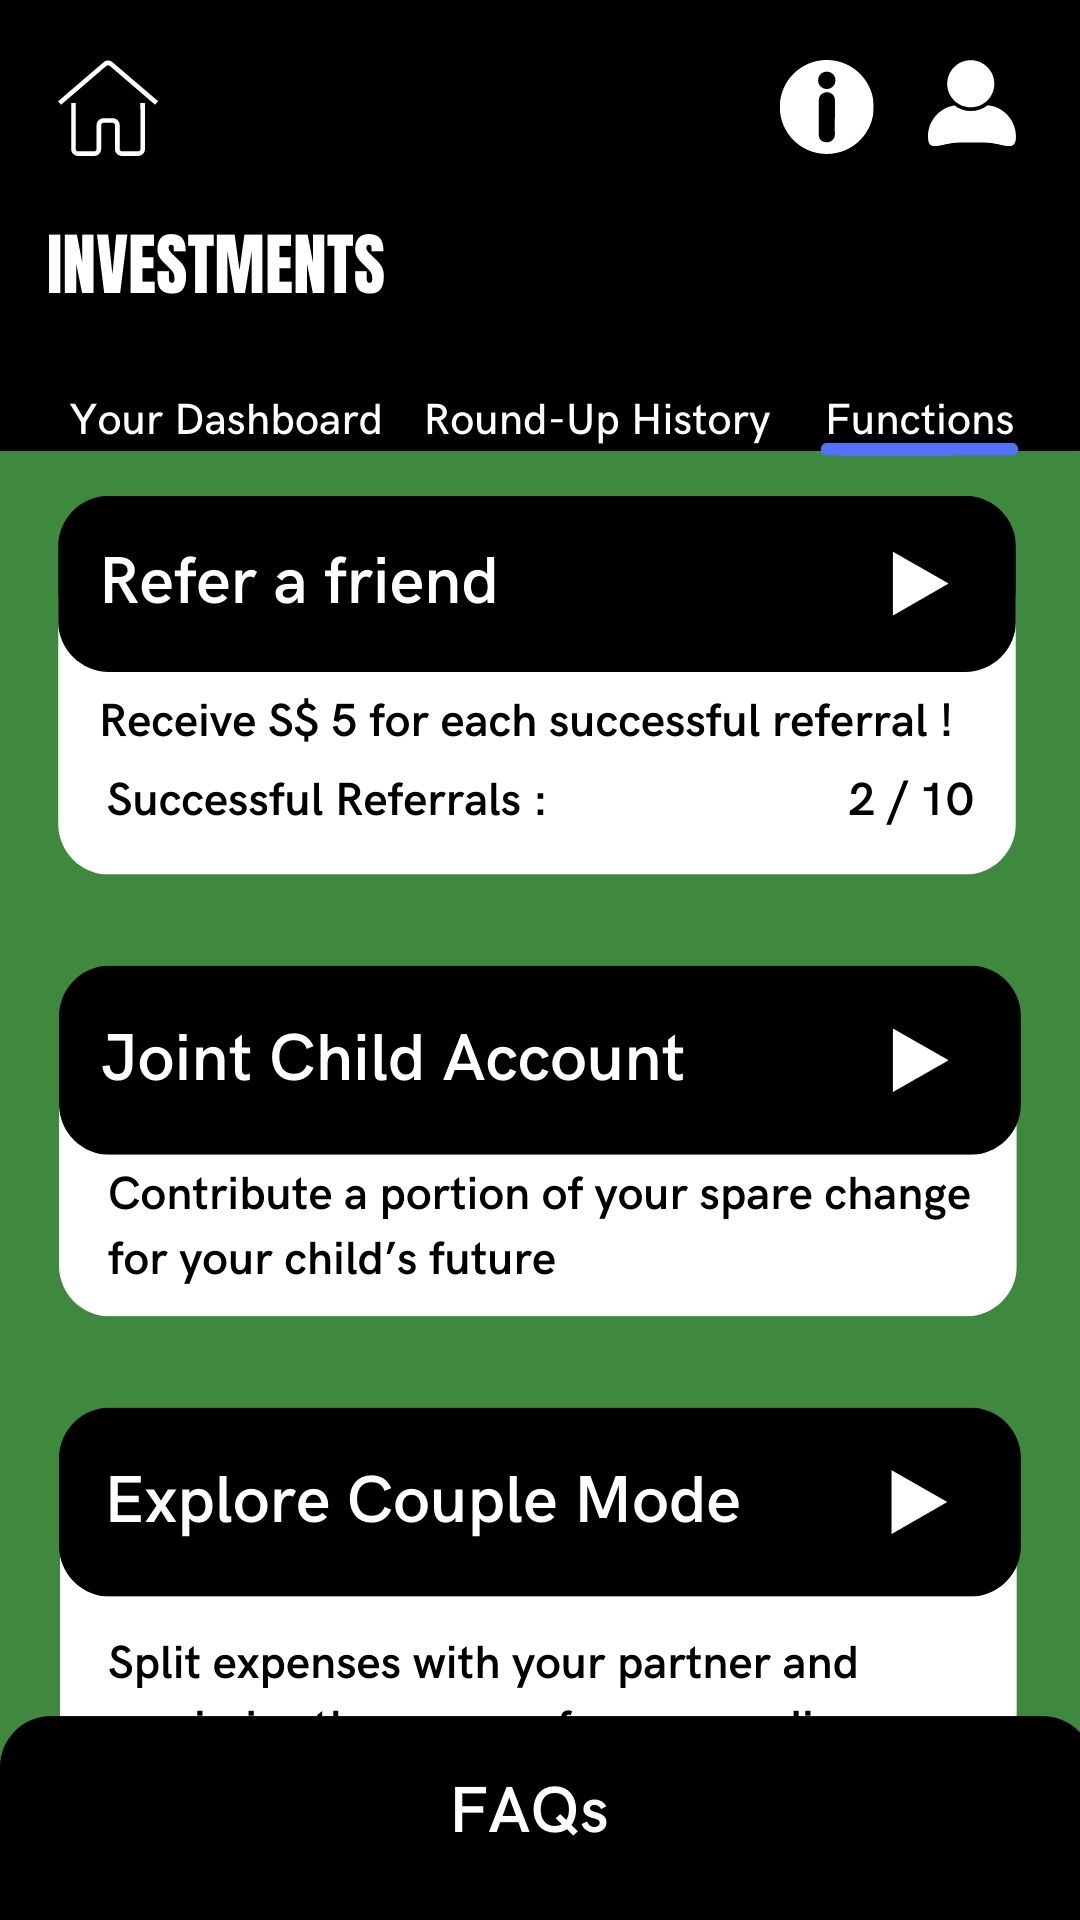 INVESTMENTS
Your Dashboard Round-Up History Functions
Refer a friend
Receive S$ 5 for each successful referral !
Successful Referrals : 2 / 10
Joint Child Account
Contribute a portion of your spare change
for your child’s future
Explore Couple Mode
Split expenses with your partner and
FAQs